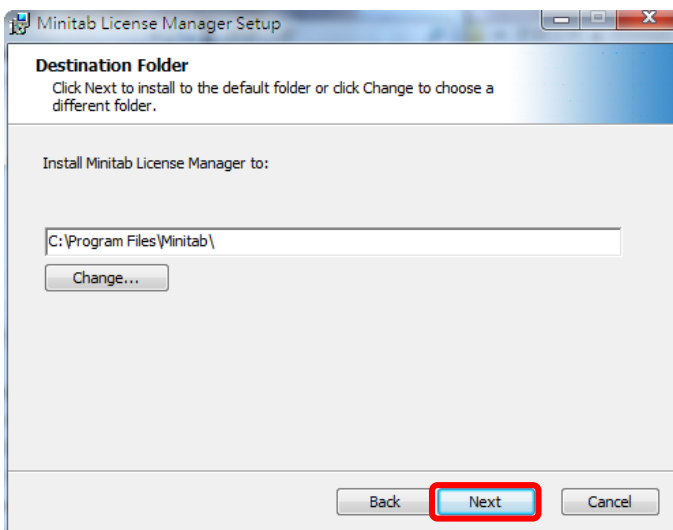 Minitab License Manager Setup
Destination Folder
Click Next to install to the default folder or click Change to choose a
different folder.
Install Minitab License Manager to:
C:\Program Files\Minitab\
Change...
Back Next Cancel